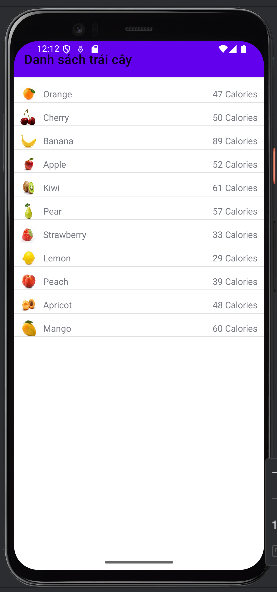 12:12
Danh sách trái cây
Orange 47 Calories
Cherry 50 Calories
Banana 89 Calories
Apple 52 Calories
Kiwi 61 Calories
Pear 57 Calories
Strawberry 33 Calories
Lemon 29 Calories
Peach 39 Calories
Apricot 48 Calories
Mango 60 Calories
1